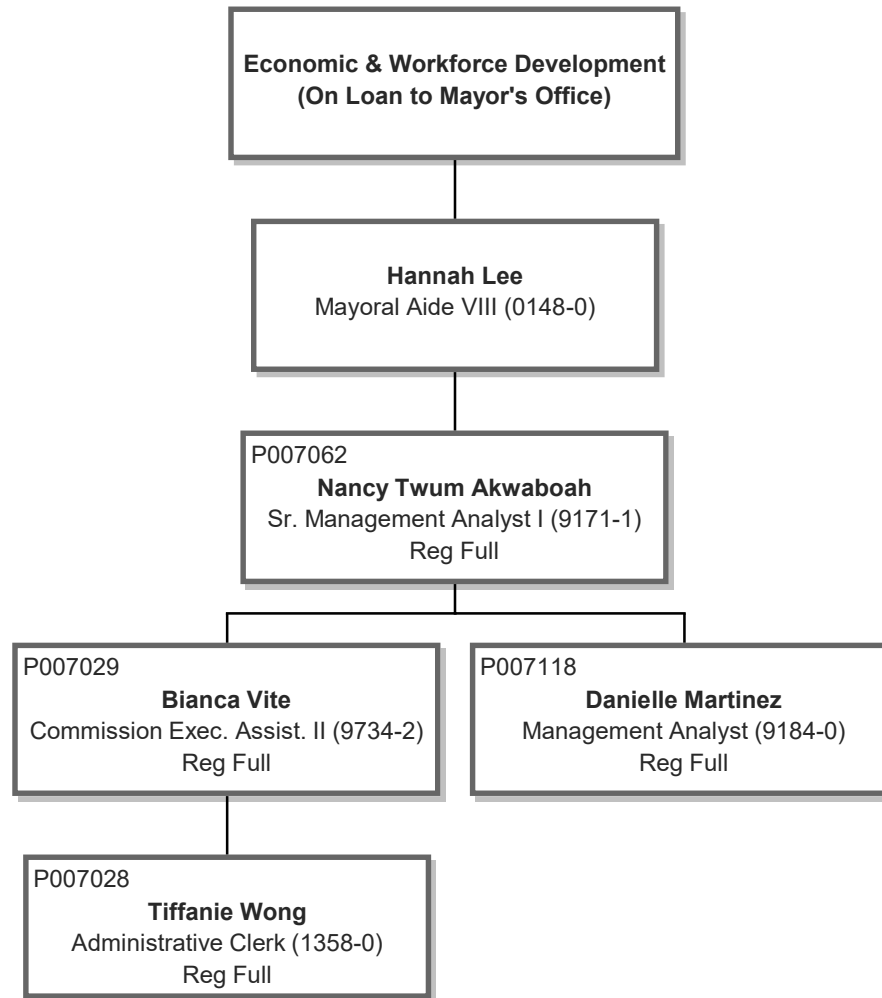 Economic & Workforce Development
(On Loan to Mayor's Office)
Hannah Lee
Mayoral Aide VIII (0148-0)
P007062
Nancy Twum Akwaboah
Sr. Management Analyst I (9171-1)
Reg Full
P007029
Bianca Vite
Commission Exec. Assist. II (9734-2)
Reg Full
P007118
Danielle Martinez
Management Analyst (9184-0)
Reg Full
P007028
Tiffanie Wong
Administrative Clerk (1358-0)
Reg Full